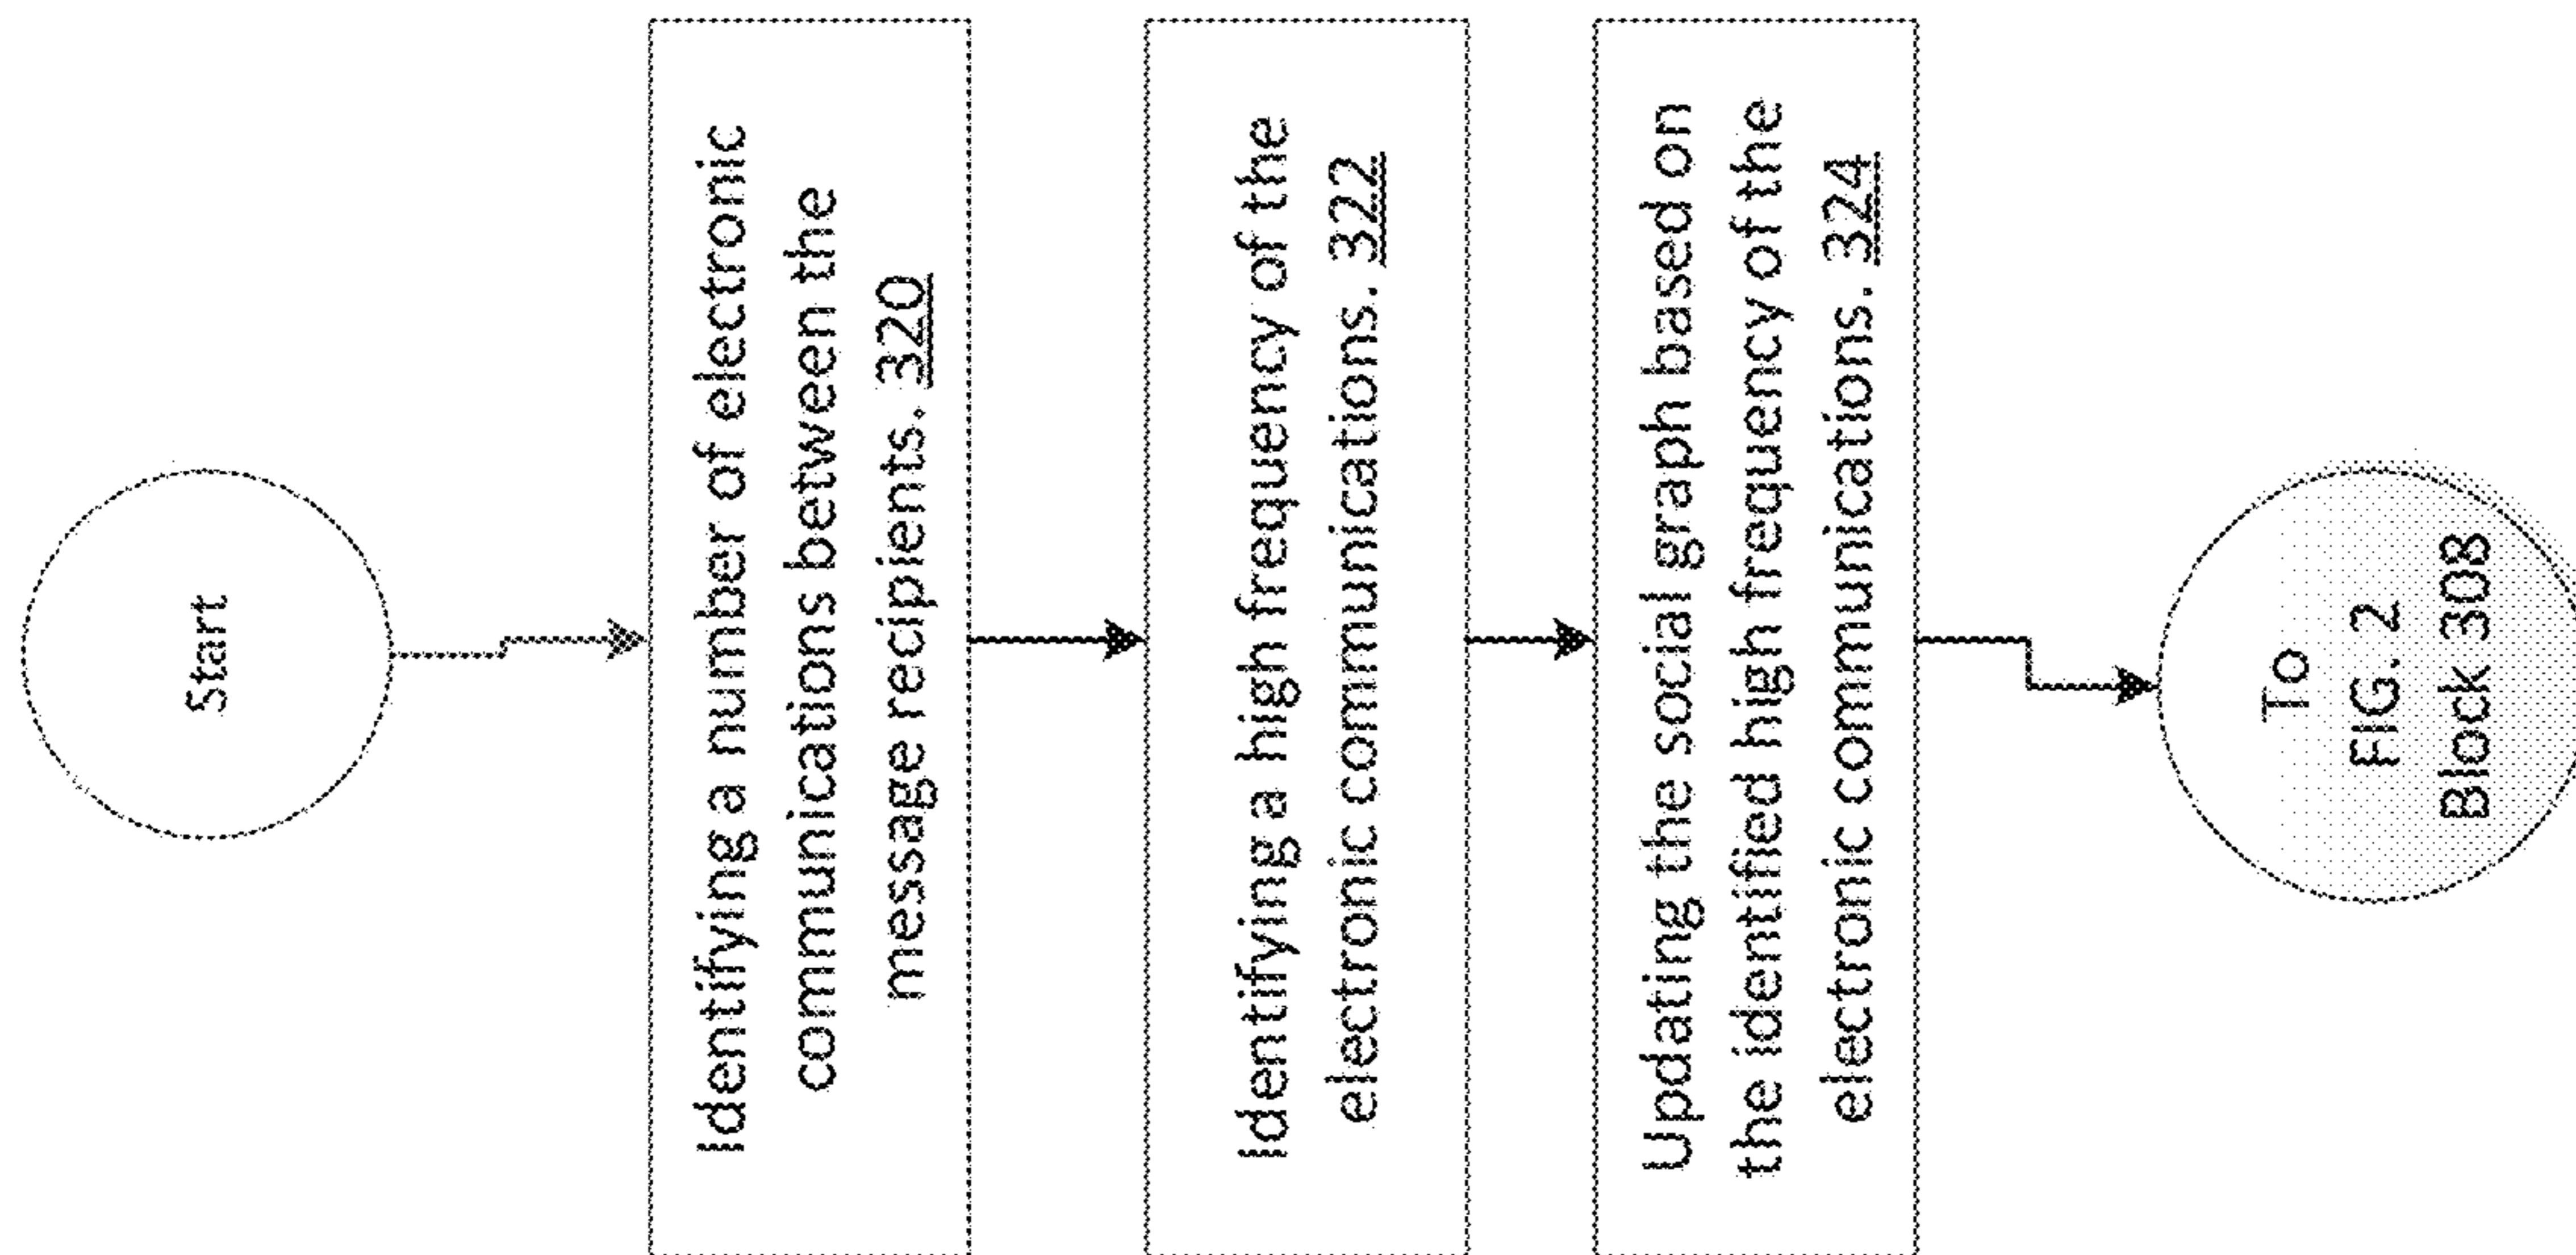 Start
Identifying a number of electronic
communications between the
message recipients. 320
Identifying a high frequency of the
electronic communications. 322
Updating the social graph based on
the identified high frequency of the
electronic communications. 324
To
FIG. 2
Block 308